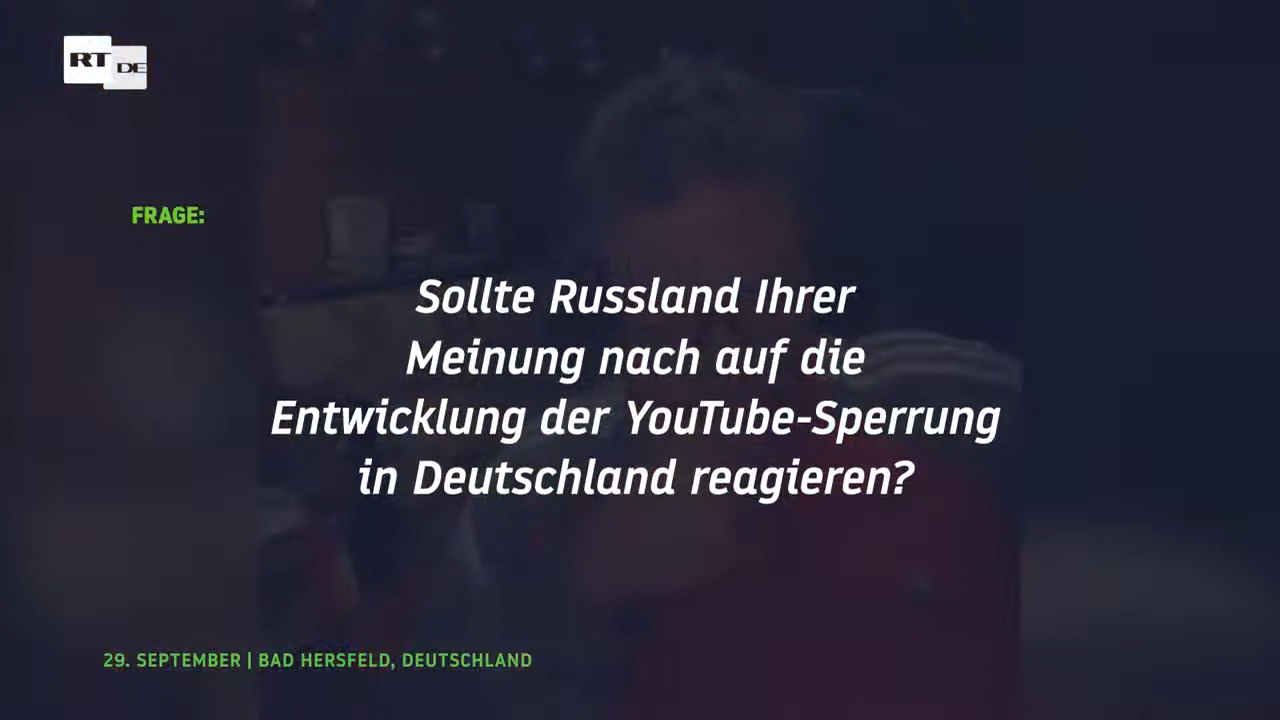 RT DE
FRAGE:
Sollte Russland Ihrer
Meinung nach auf die
Entwicklung der YouTube-Sperrung
in Deutschland reagieren?
29. SEPTEMBER | BAD HERSFELD, DEUTSCHLAND